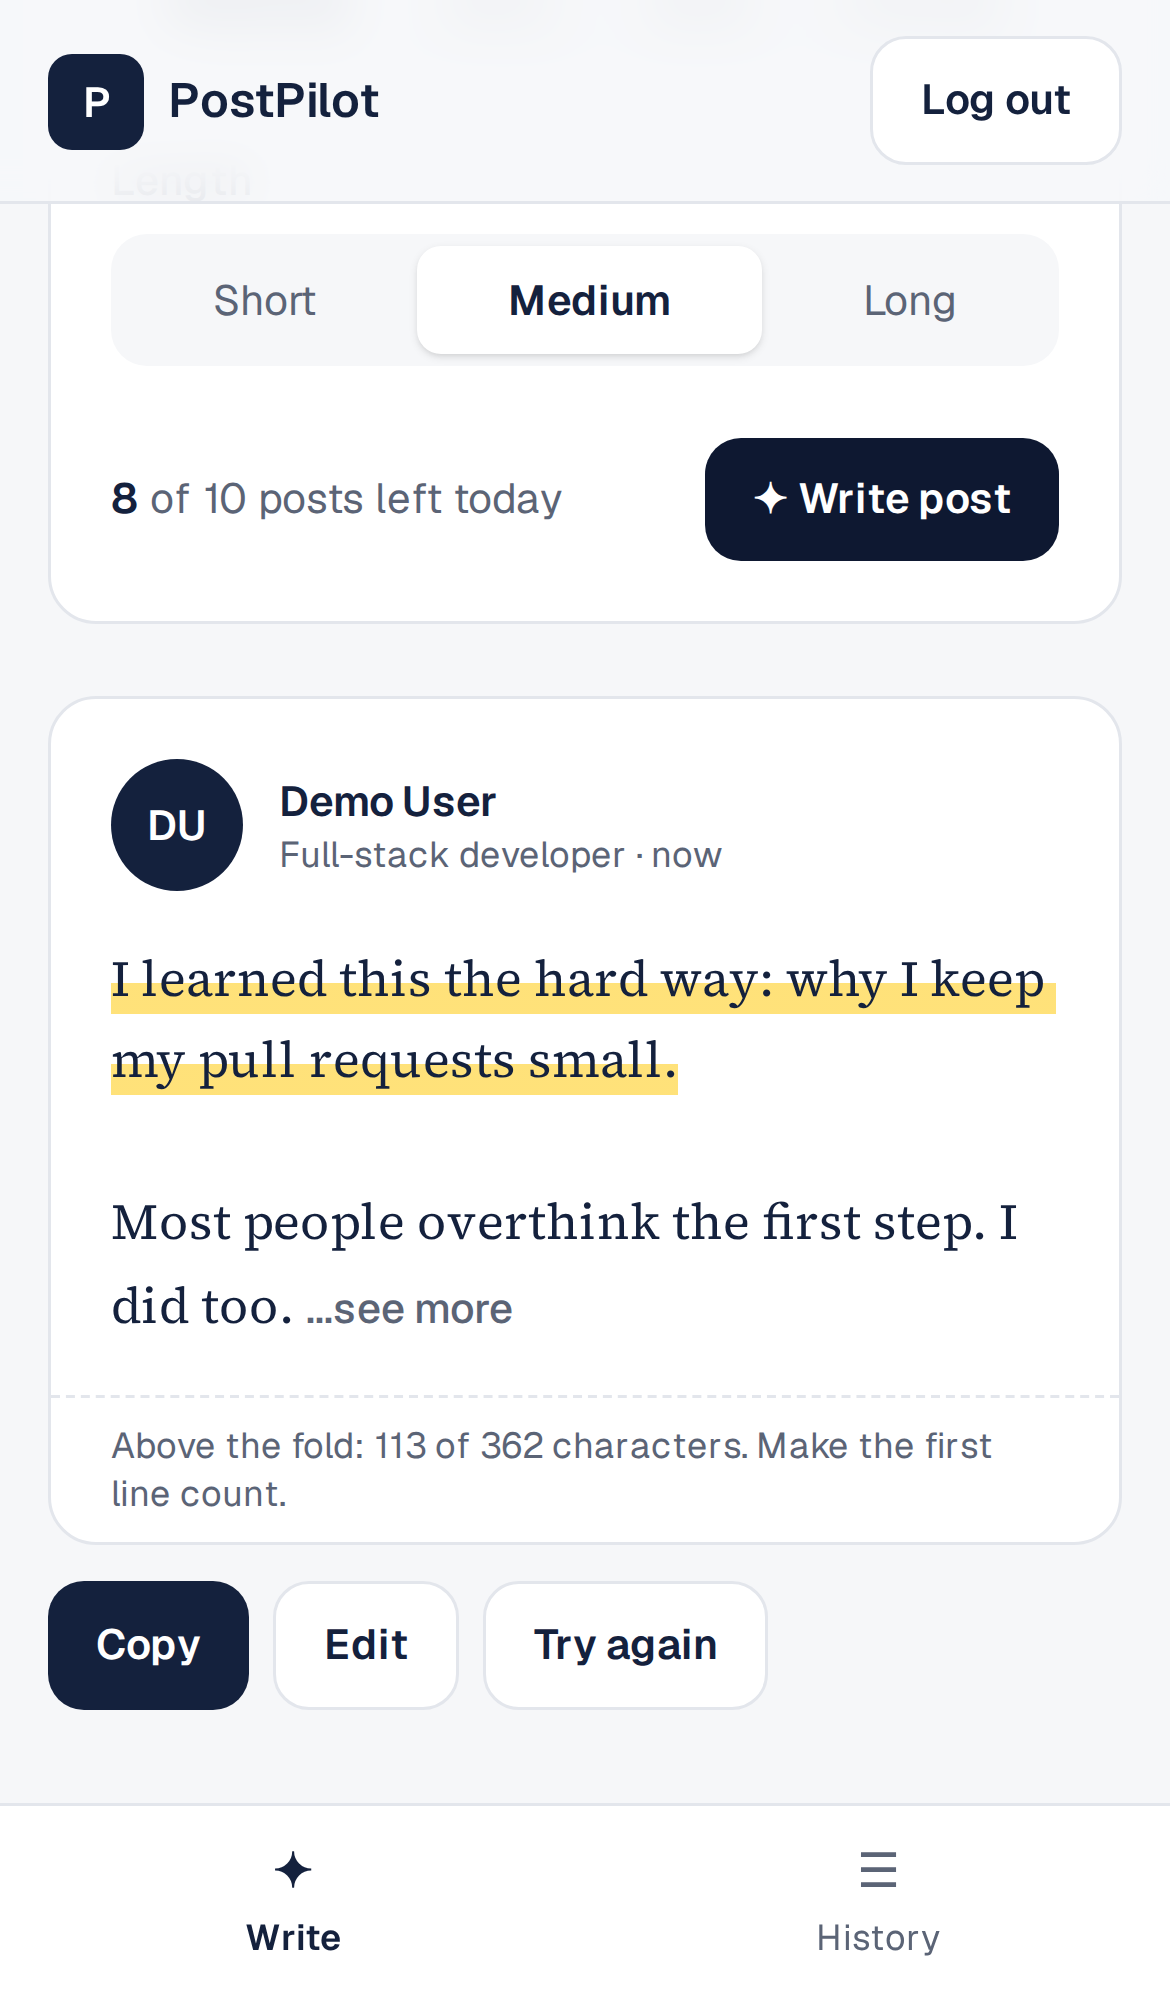 P PostPilot Log out
Length
Short Medium Long
8 of 10 posts left today ✦ Write post
DU
Demo User
Full-stack developer · now
I learned this the hard way: why I keep
my pull requests small.
Most people overthink the first step. I
did too. ...see more
Above the fold: 113 of 362 characters. Make the first
line count.
Copy Edit Try again
Write History